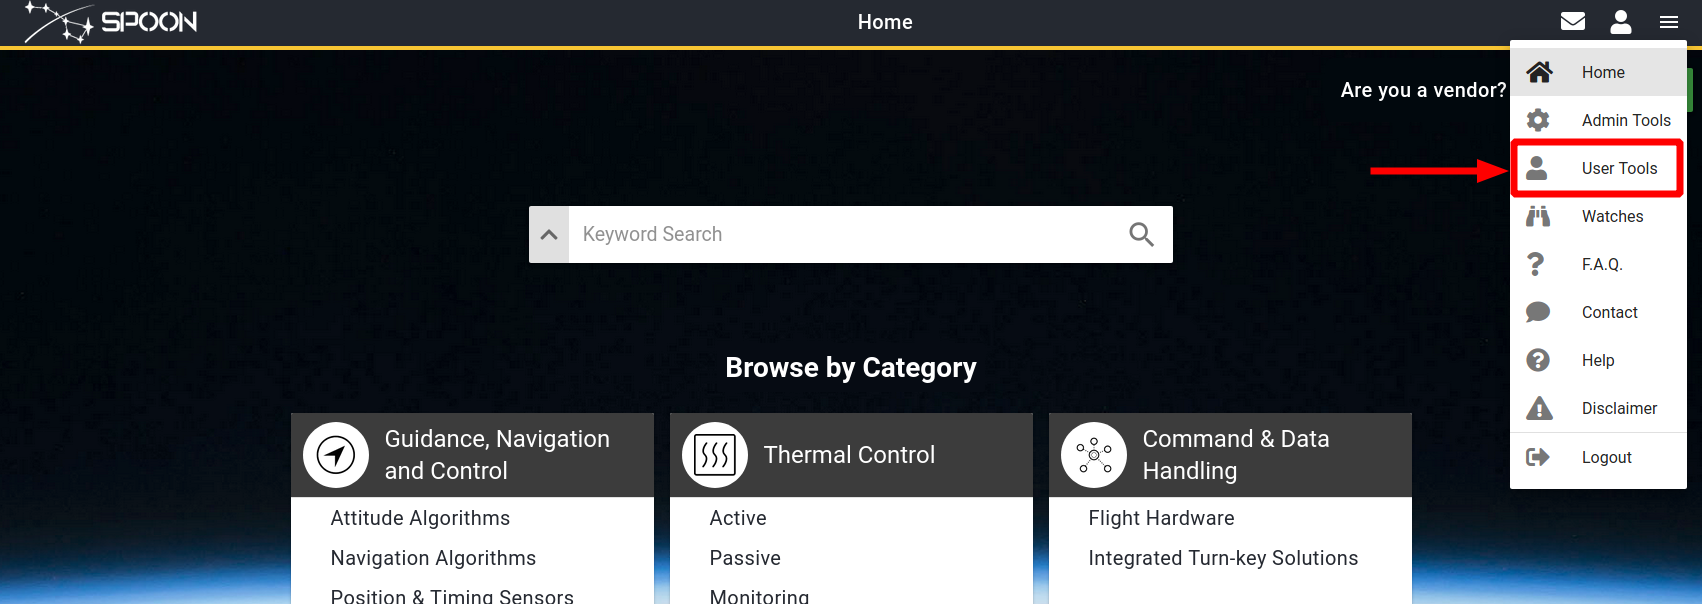 SPOON
Home
Are you a vendor?
Home
Admin Tools
User Tools
Watches
F.A.Q.
Contact
Help
Disclaimer
Logout
Keyword Search
Browse by Category
Guidance, Navigation
and Control
Attitude Algorithms
Navigation Algorithms
Position & Timing Sensors
Thermal Control
Active
Passive
Monitoring
Command & Data
Handling
Flight Hardware
Integrated Turn-key Solutions